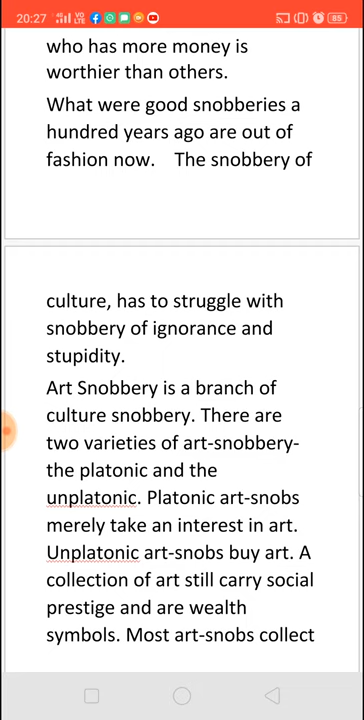 20:27
4G VO LTE 85
who has more money is
worthier than others.
What were good snobberies a
hundred years ago are out of
fashion now. The snobbery of
culture, has to struggle with
snobbery of ignorance and
stupidity.
Art Snobbery is a branch of
culture snobbery. There are
two varieties of art-snobbery-
the platonic and the
unplatonic. Platonic art-snobs
merely take an interest in art.
Unplatonic art-snobs buy art. A
collection of art still carry social
prestige and are wealth
symbols. Most art-snobs collect